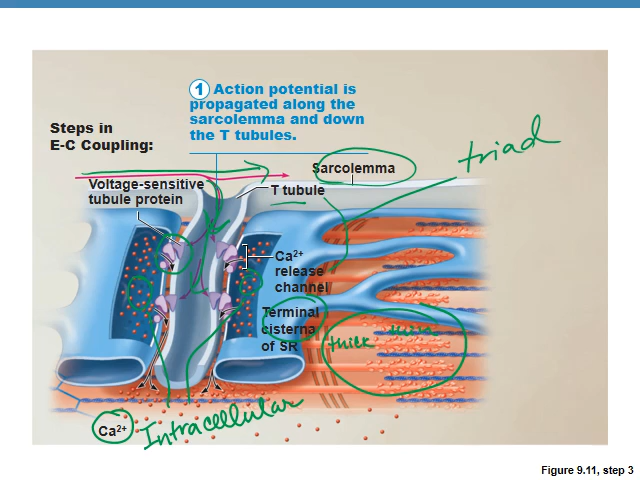 1 Action potential is
propagated along the
sarcolemma and down
the T tubules.
Steps in
E-C Coupling:
triad
Sarcolemma
Voltage-sensitive
tubule protein
T tubule
Ca2+
release
channel
Terminal
cisterna
of SR
thick thin
Ca2+
Intracellular
Figure 9.11, step 3